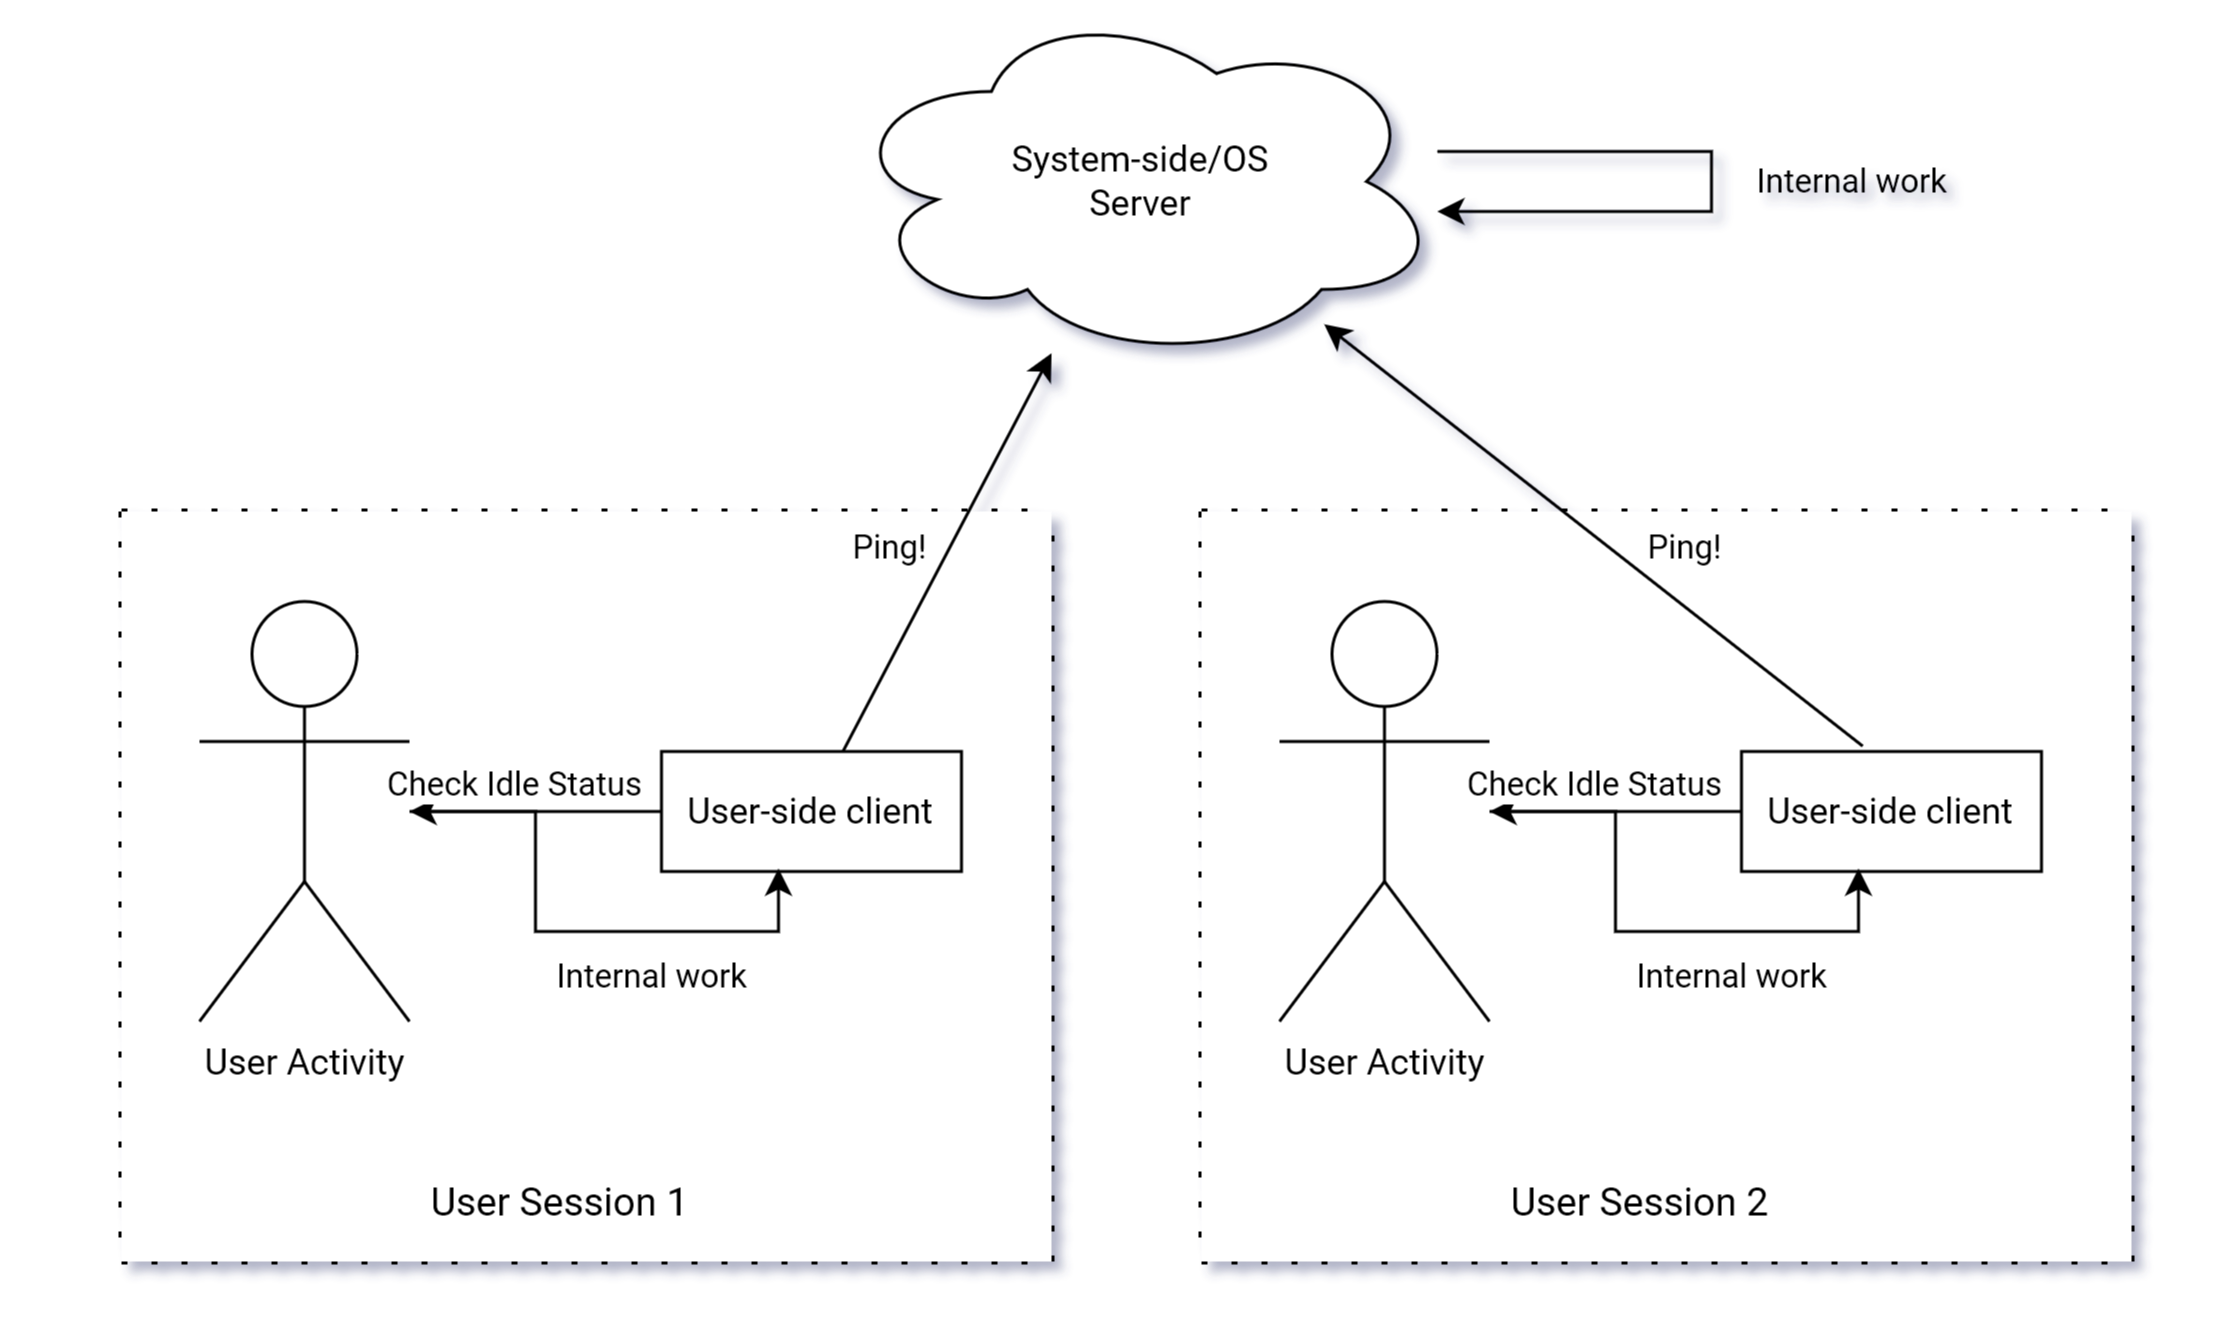 System-side/OS
Server
Internal work
Ping!
Check Idle Status
User-side client
Internal work
User Activity
User Session 1
Ping!
Check Idle Status
User-side client
Internal work
User Activity
User Session 2